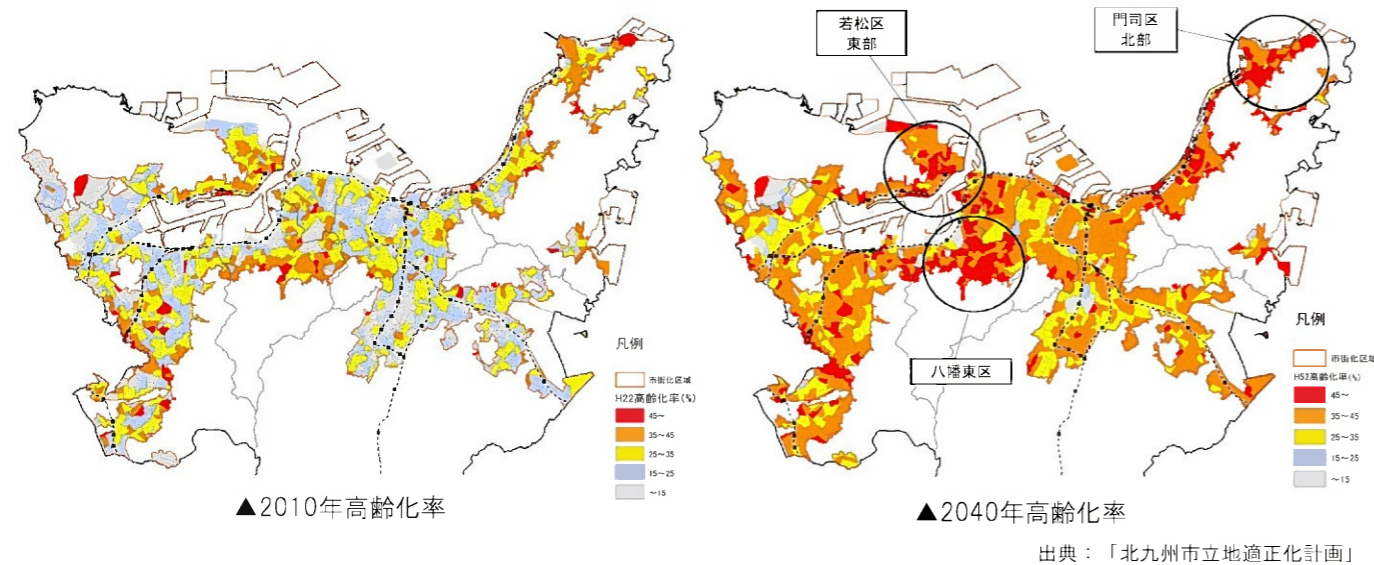 若松区
東部
門司区
北部
八幡東区
凡例
市街化区域
H22高齢化率(%)
45～
35～45
25～35
15～25
～15
▲2010年高齢化率
凡例
市街化区域
H52高齢化率(%)
45～
35～45
25～35
15～25
～15
▲2040年高齢化率
出典：「北九州市立地適正化計画」